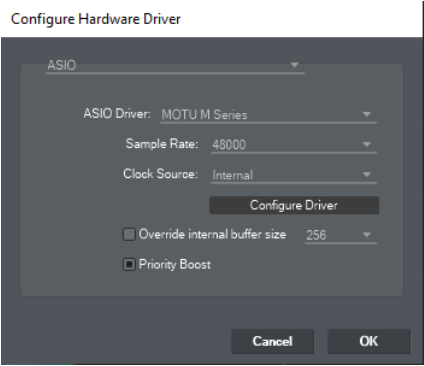 Configure Hardware Driver
ASIO
ASIO Driver: MOTU M Series
Sample Rate: 48000
Clock Source: Internal
Configure Driver
Override internal buffer size 256
Priority Boost
Cancel OK